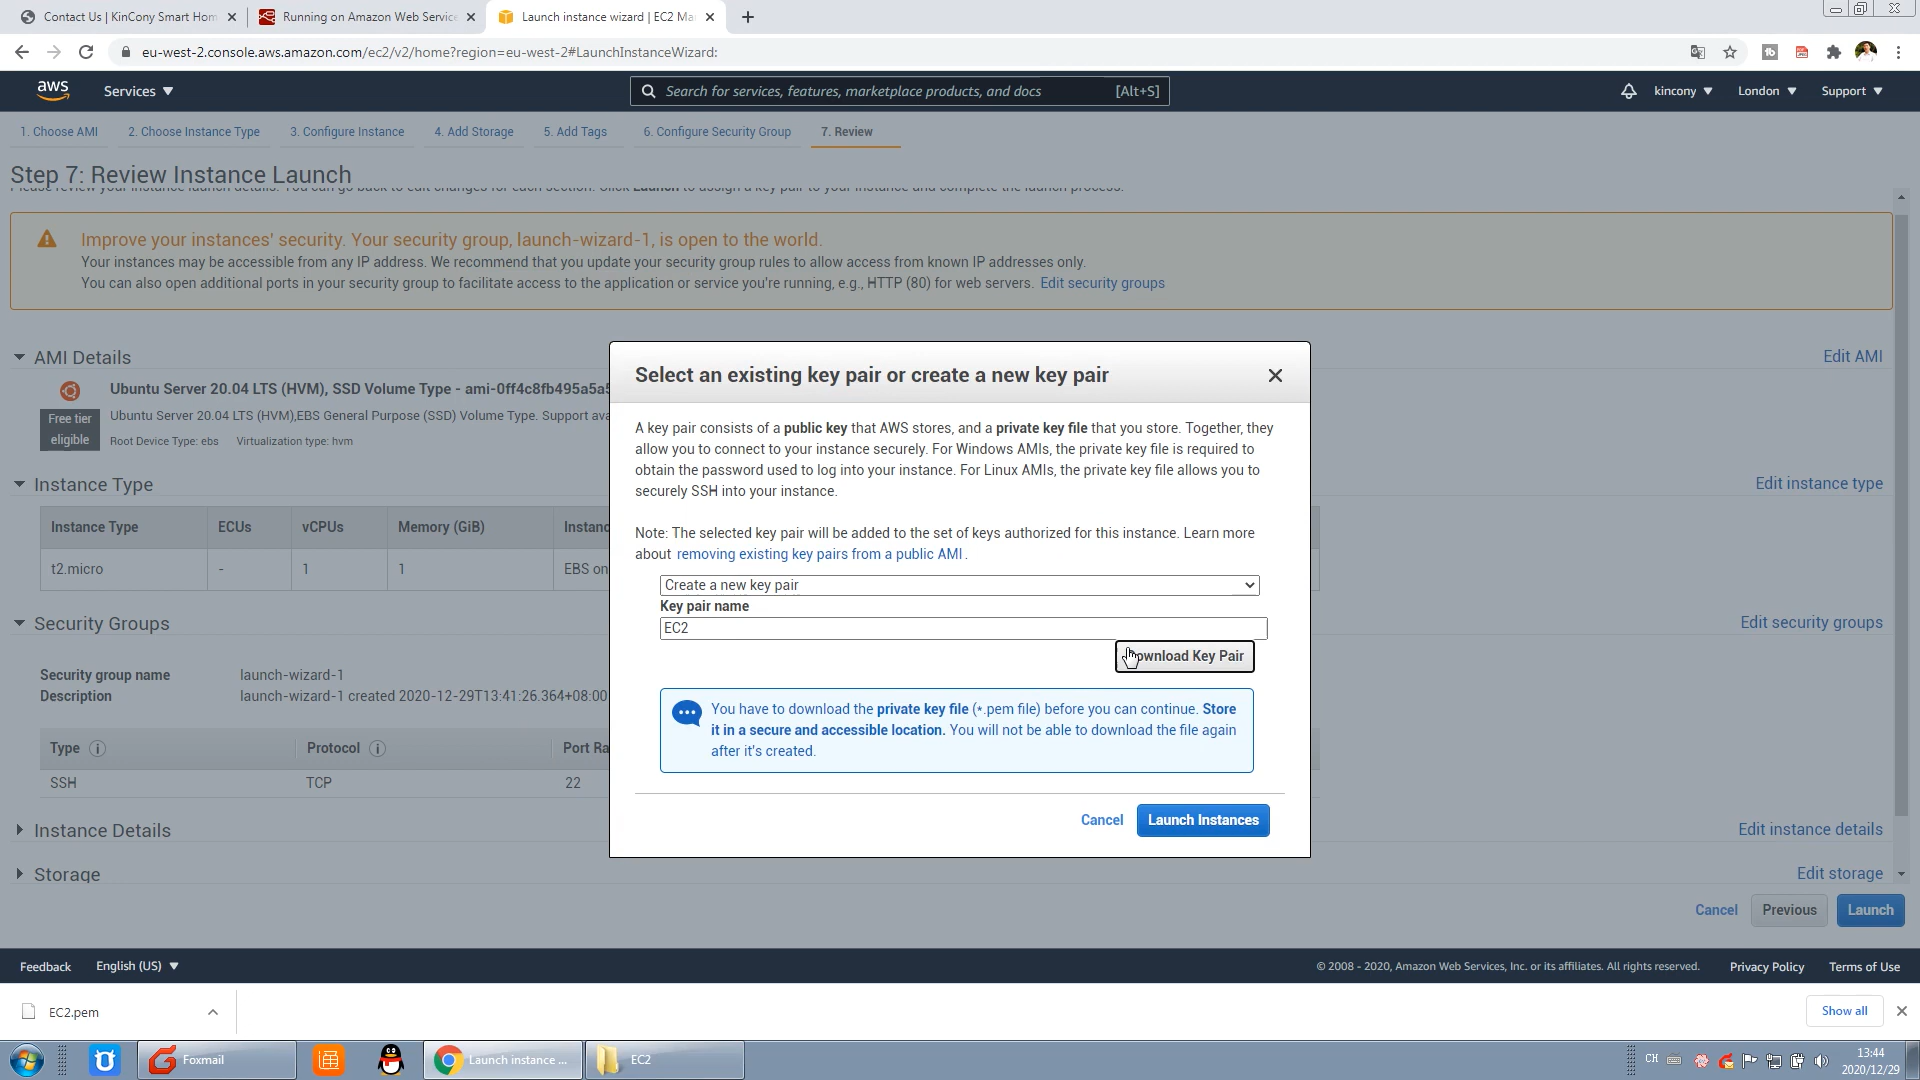 Contact Us | KinCony Smart Hom
Running on Amazon Web Service
Launch instance wizard | EC2 Ma
eu-west-2.console.aws.amazon.com/ec2/v2/home?region=eu-west-2#LaunchInstanceWizard:
aws
Services
Search for services, features, marketplace products, and docs
[Alt+S]
kincony
London
Support
1. Choose AMI
2. Choose Instance Type
3. Configure Instance
4. Add Storage
5. Add Tags
6. Configure Security Group
7. Review
Step 7: Review Instance Launch
Please review your instance launch details. You can go back to edit changes for each section. Click Launch to assign a key pair to your instance and complete the launch process.
Improve your instances' security. Your security group, launch-wizard-1, is open to the world.
Your instances may be accessible from any IP address. We recommend that you update your security group rules to allow access from known IP addresses only.
You can also open additional ports in your security group to facilitate access to the application or service you're running, e.g., HTTP (80) for web servers. Edit security groups
AMI Details
Edit AMI
Ubuntu Server 20.04 LTS (HVM), SSD Volume Type - ami-0ff4c8fb495a5a5
Free tier
eligible
Ubuntu Server 20.04 LTS (HVM),EBS General Purpose (SSD) Volume Type. Support ava
Root Device Type: ebs Virtualization type: hvm
Instance Type
Edit instance type
Instance Type ECUs vCPUs Memory (GiB) Instanc
t2.micro - 1 1 EBS on
Security Groups
Edit security groups
Security group name launch-wizard-1
Description launch-wizard-1 created 2020-12-29T13:41:26.364+08:00
Type Protocol Port Ra
SSH TCP 22
Instance Details
Edit instance details
Storage
Edit storage
Cancel
Previous
Launch
Select an existing key pair or create a new key pair
A key pair consists of a public key that AWS stores, and a private key file that you store. Together, they
allow you to connect to your instance securely. For Windows AMIs, the private key file is required to
obtain the password used to log into your instance. For Linux AMIs, the private key file allows you to
securely SSH into your instance.
Note: The selected key pair will be added to the set of keys authorized for this instance. Learn more
about removing existing key pairs from a public AMI .
Create a new key pair
Key pair name
EC2
ownload Key Pair
You have to download the private key file (*.pem file) before you can continue. Store
it in a secure and accessible location. You will not be able to download the file again
after it's created.
Cancel
Launch Instances
Feedback
English (US)
© 2008 - 2020, Amazon Web Services, Inc. or its affiliates. All rights reserved.
Privacy Policy
Terms of Use
EC2.pem
Show all
Foxmail
Launch instance ...
EC2
CH
13:44
2020/12/29